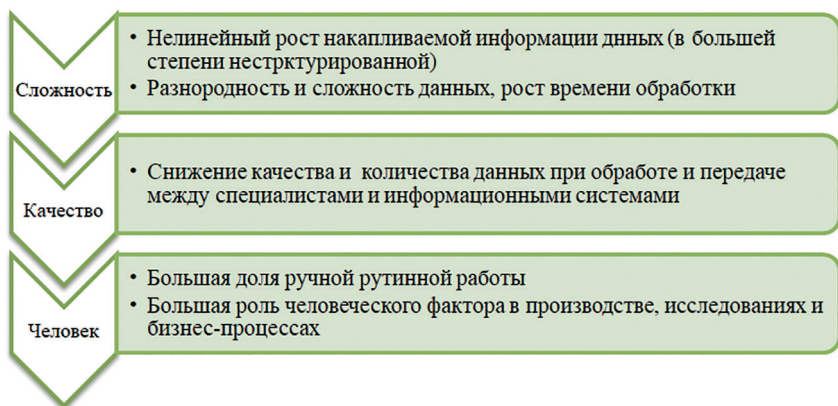 Сложность
• Нелинейный рост накапливаемой информации днных (в большей
степени нестрктурированной)
• Разнородность и сложность данных, рост времени обработки
Качество
• Снижение качества и количества данных при обработе и передаче
между специалистами и информационными системами
Человек
• Большая доля ручной рутинной работы
• Большая роль человеческого фактора в производстве, исследованиях и
бизнес-процессах